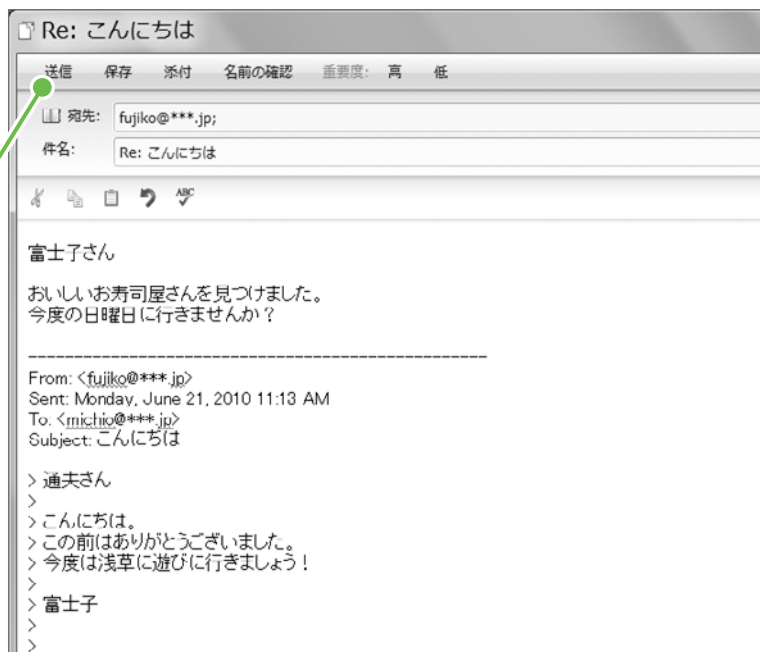 Re: こんにちは
送信 保存 添付 名前の確認 重要度: 高 低
宛先: fujiko@***.jp;
件名: Re: こんにちは
ABC
富士子さん
おいしいお寿司屋さんを見つけました。
今度の日曜日に行きませんか？
--------------------------------------------------
From: <fujiko@***.jp>
Sent: Monday, June 21, 2010 11:13 AM
To: <michio@***.jp>
Subject: こんにちは
> 通夫さん
>
> こんにちは。
> この前はありがとうございました。
> 今度は浅草に遊びに行きましょう！
>
> 富士子
>
>